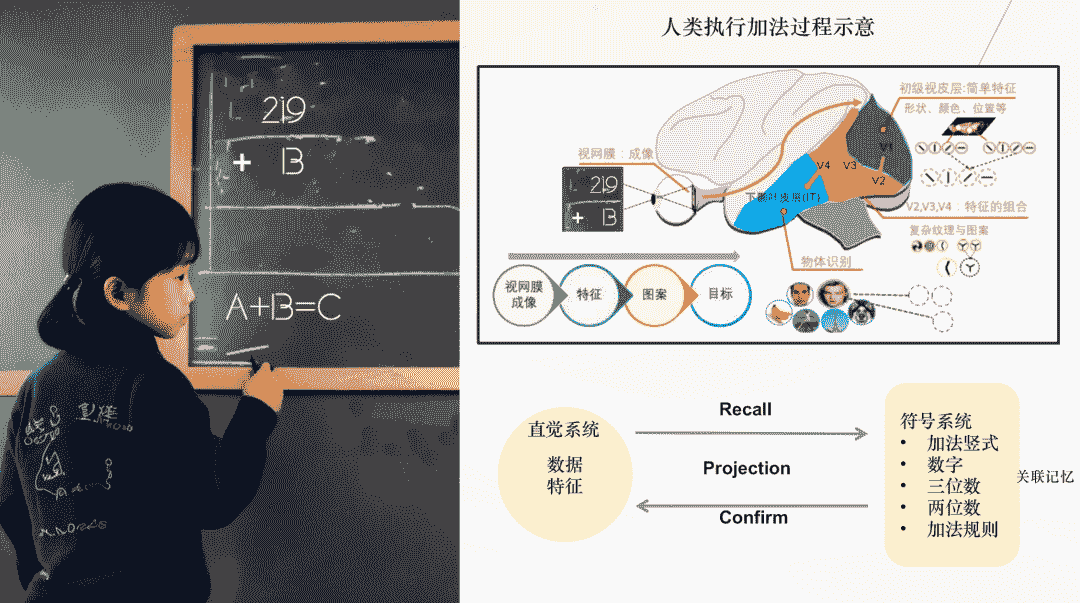 219
+ 13
A+B=C
人类执行加法过程示意
初级视皮层:简单特征
形状、颜色、位置等
视网膜：成像
219
+ 13
V1
V2
V3
V4
V2,V3,V4：特征的组合
复杂纹理与图案
物体识别
视网膜
成像
特征
图案
目标
直觉系统
数据
特征
Recall
Projection
Confirm
符号系统
• 加法竖式
• 数字
• 三位数
• 两位数
• 加法规则
关联记忆